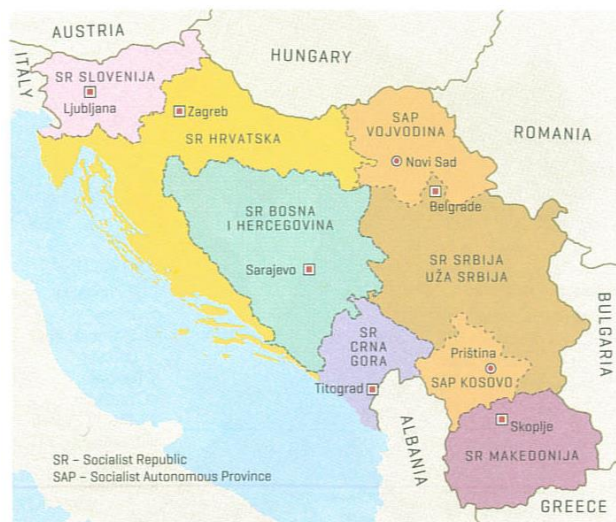 AUSTRIA
HUNGARY
ITALY
SR SLOVENIJA
Ljubljana
Zagreb
SR HRVATSKA
SAP
VOJVODINA
Novi Sad
ROMANIA
Belgrade
SR BOSNA
I HERCEGOVINA
Sarajevo
SR SRBIJA
UŽA SRBIJA
BULGARIA
SR
CRNA
GORA
Priština
SAP KOSOVO
Titograd
ALBANIA
Skoplje
SR MAKEDONIJA
GREECE
SR – Socialist Republic
SAP – Socialist Autonomous Province